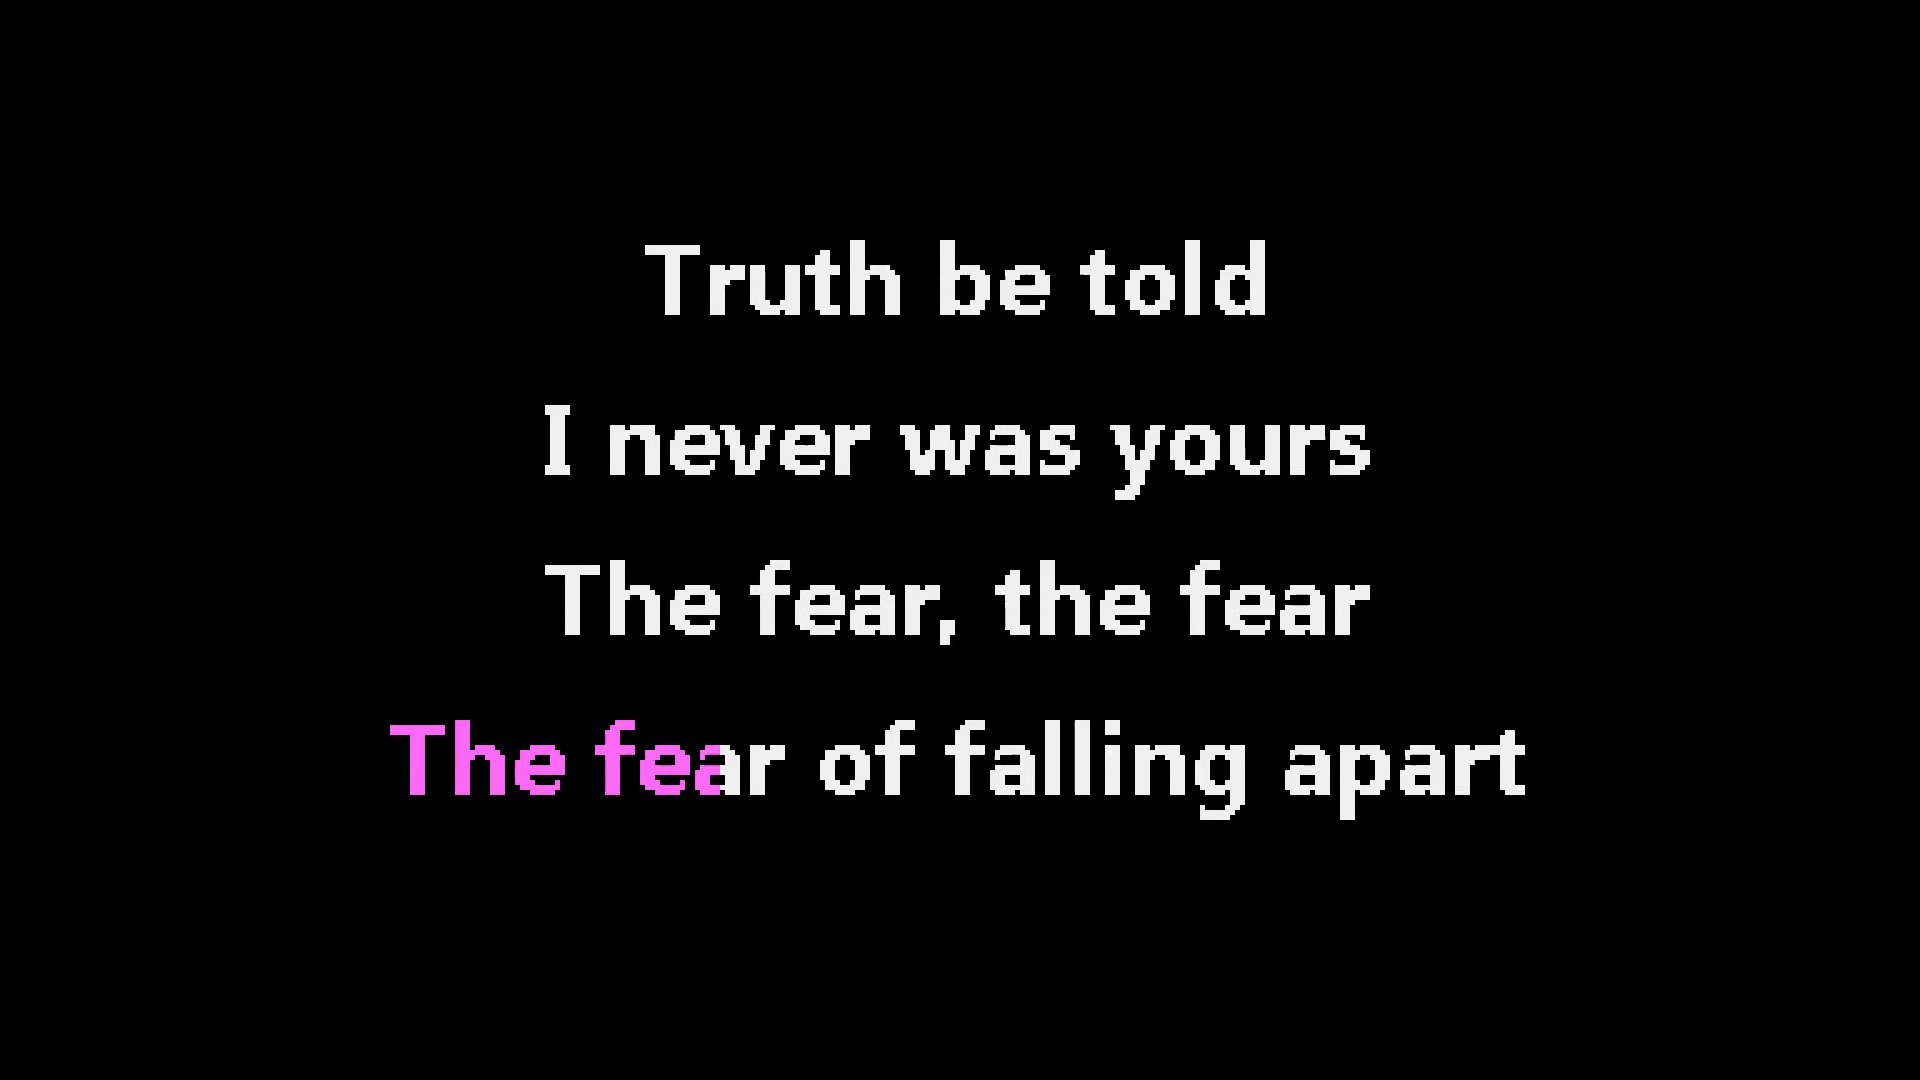 Truth be told
I never was yours
The fear, the fear
The fear of falling apart